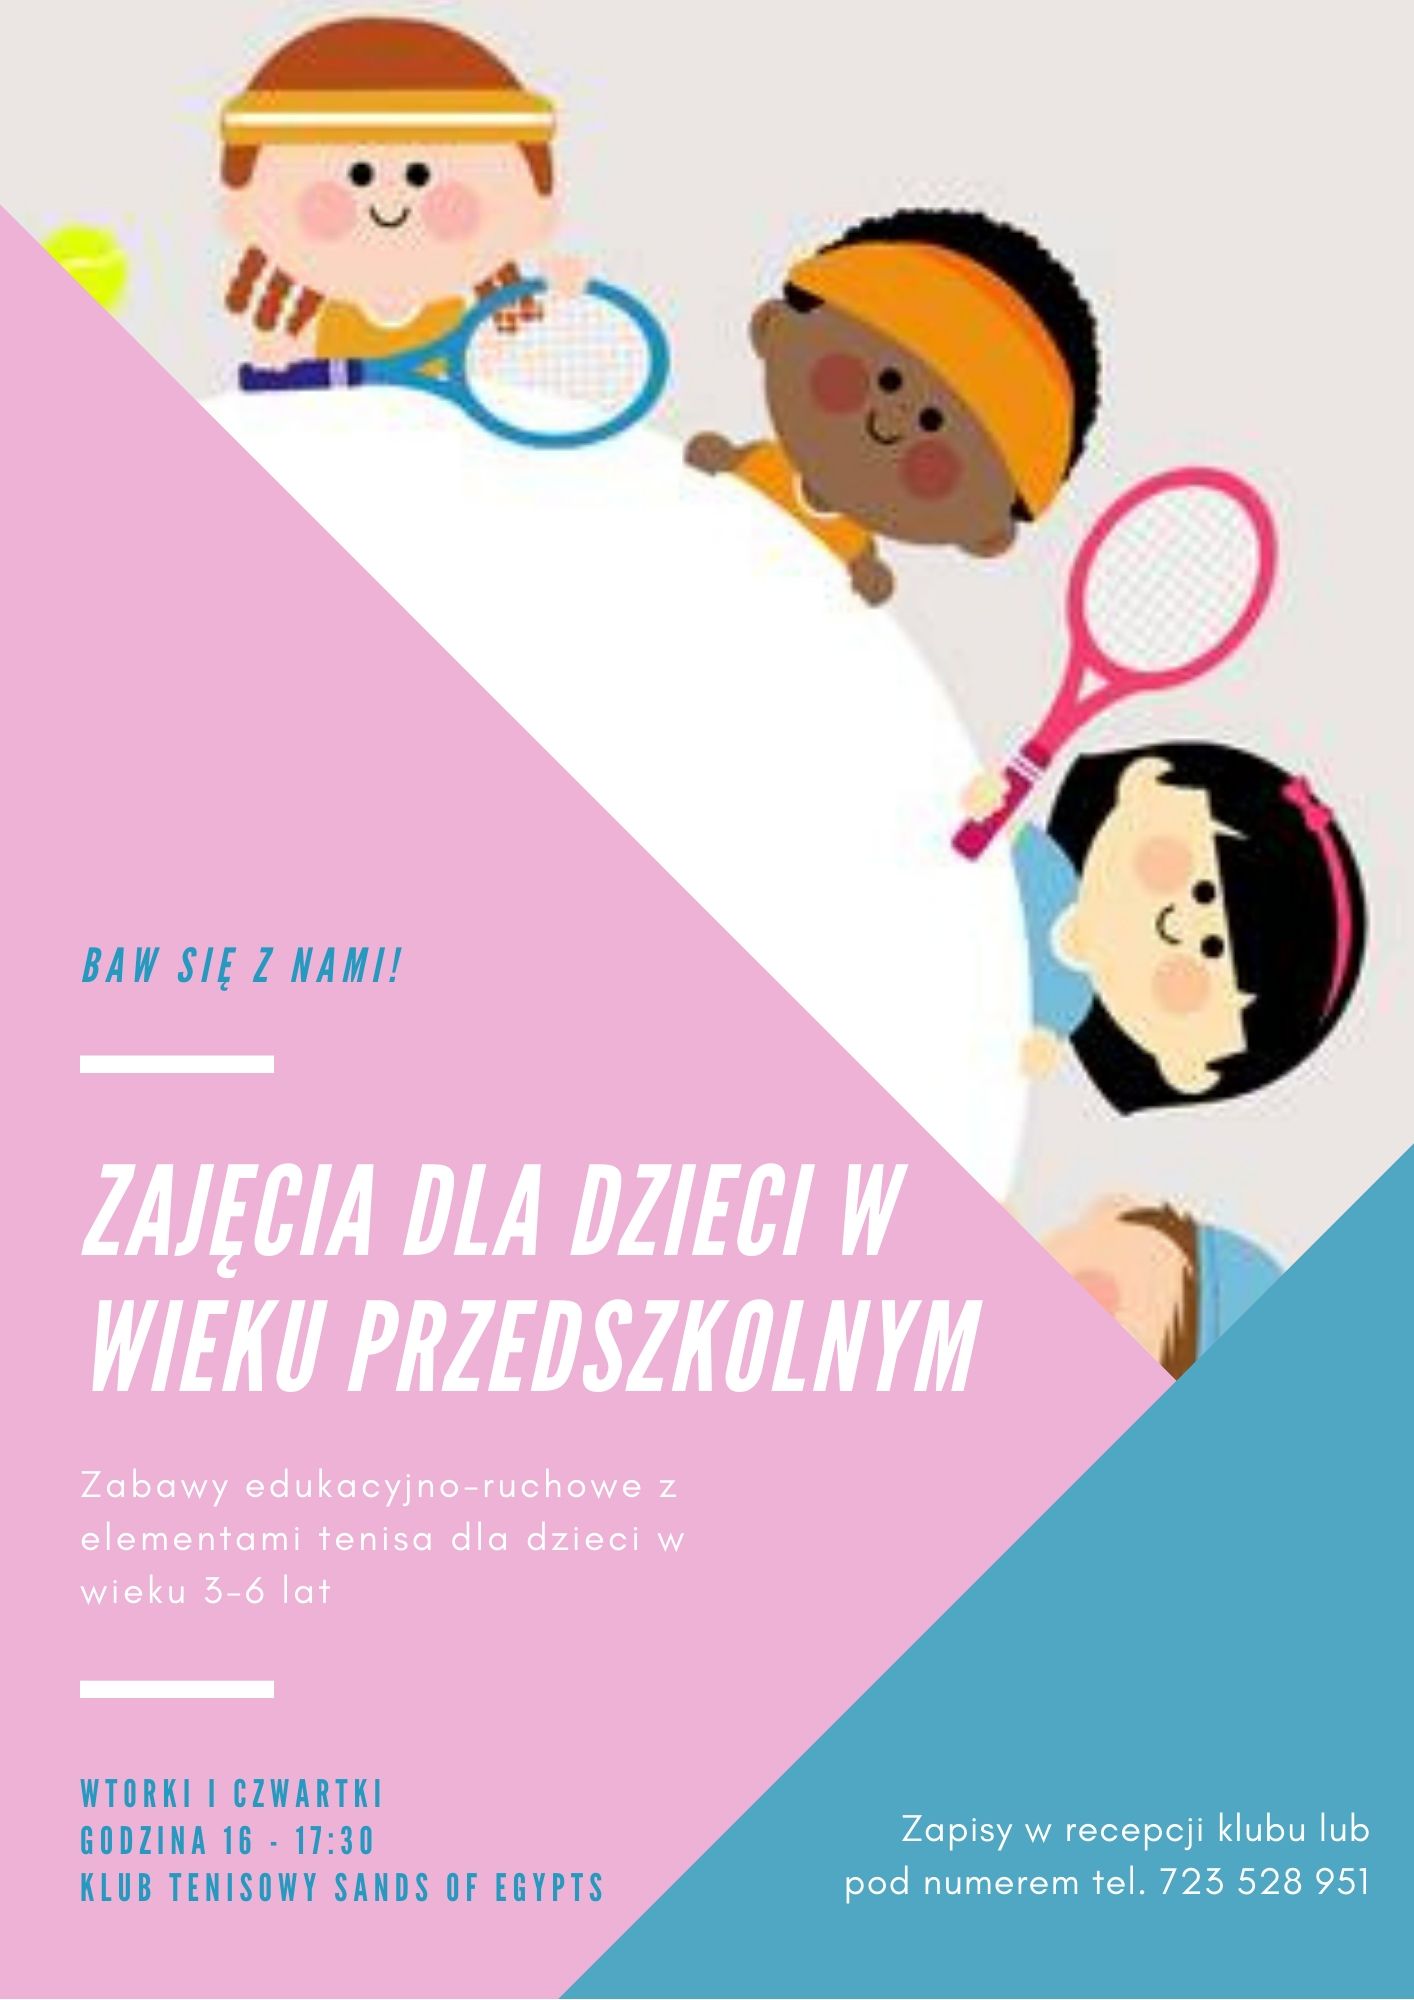 BAW SIĘ Z NAMI!
ZAJĘCIA DLA DZIECI W
WIEKU PRZEDSZKOLNYM
Zabawy edukacyjno-ruchowe z
elementami tenisa dla dzieci w
wieku 3-6 lat
WTORKI I CZWARTKI
GODZINA 16 - 17:30
KLUB TENISOWY SANDS OF EGYPTS
Zapisy w recepcji klubu lub
pod numerem tel. 723 528 951